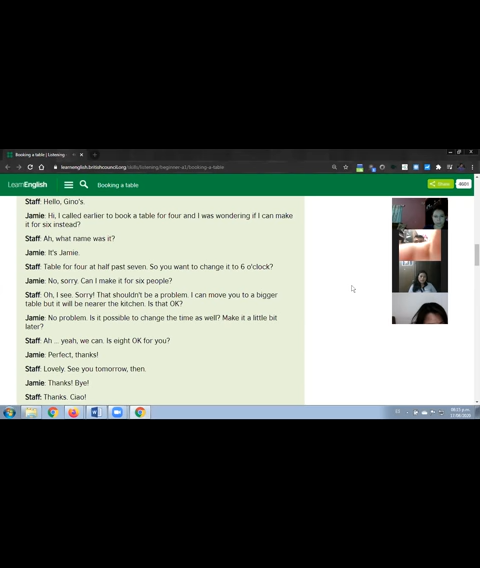 Booking a table | Listening -
learnenglish.britishcouncil.org/skills/listening/beginner-a1/booking-a-table
LearnEnglish
Booking a table
Share
Staff: Hello, Gino's.
Jamie: Hi, I called earlier to book a table for four and I was wondering if I can make
it for six instead?
Staff: Ah, what name was it?
Jamie: It's Jamie.
Staff: Table for four at half past seven. So you want to change it to 6 o'clock?
Jamie: No, sorry. Can I make it for six people?
Staff: Oh, I see. Sorry! That shouldn't be a problem. I can move you to a bigger
table but it will be nearer the kitchen. Is that OK?
Jamie: No problem. Is it possible to change the time as well? Make it a little bit
later?
Staff: Ah ... yeah, we can. Is eight OK for you?
Jamie: Perfect, thanks!
Staff: Lovely. See you tomorrow, then.
Jamie: Thanks! Bye!
Staff: Thanks. Ciao!